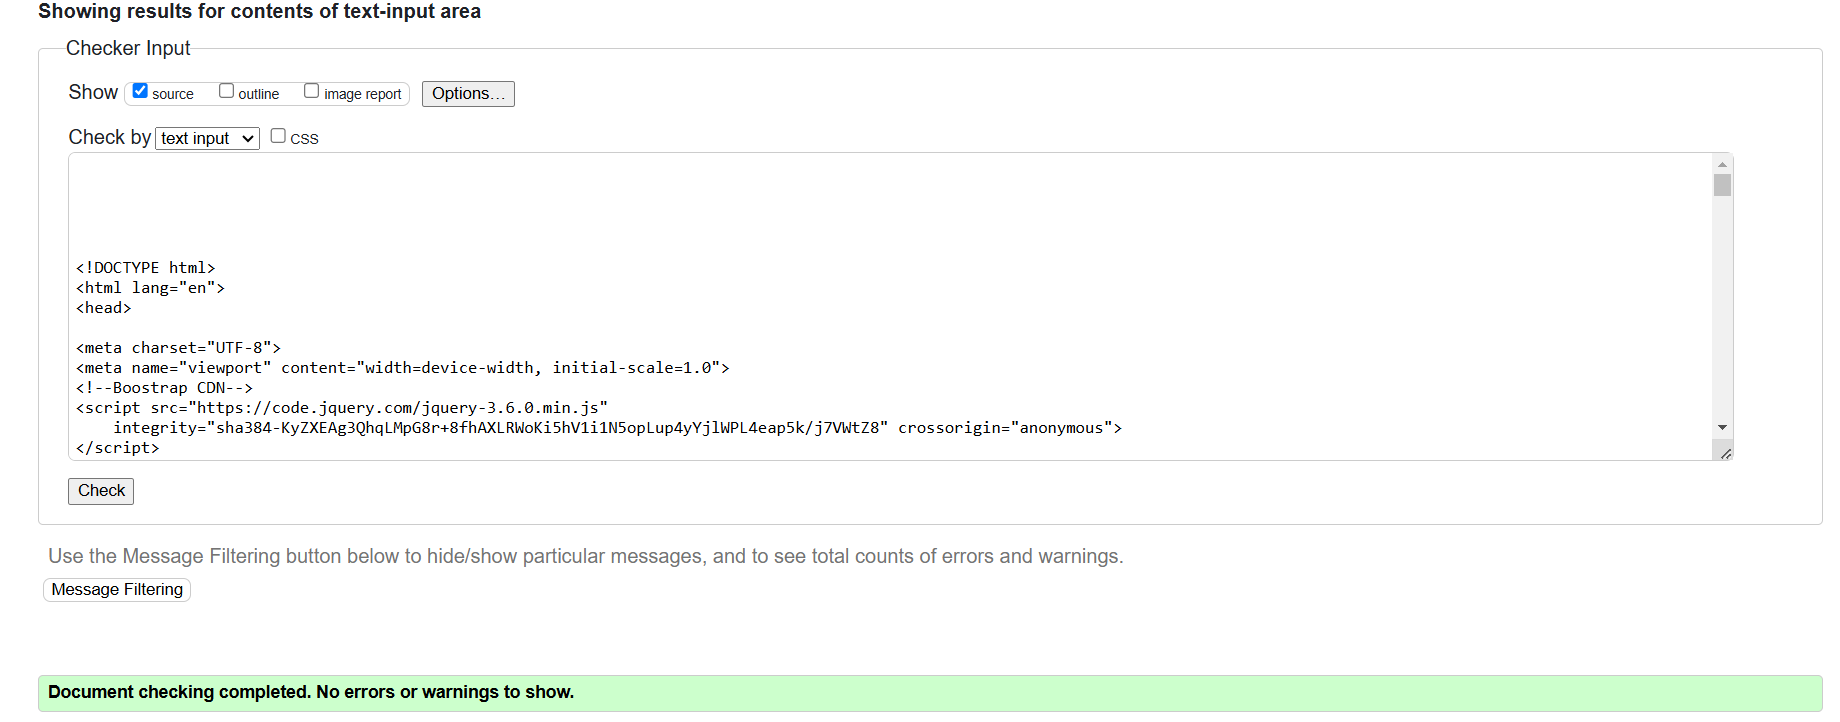 Showing results for contents of text-input area
Checker Input
Show source outline image report Options...
Check by text input CSS
<!DOCTYPE html>
<html lang="en">
<head>
<meta charset="UTF-8">
<meta name="viewport" content="width=device-width, initial-scale=1.0">
<!--Boostrap CDN-->
<script src="https://code.jquery.com/jquery-3.6.0.min.js"
integrity="sha384-KyZXEAg3QhqLMpG8r+8fhAXLRWoKi5hV1i1N5opLup4yYjlWPL4eap5k/j7VWtZ8" crossorigin="anonymous">
</script>
Check
Use the Message Filtering button below to hide/show particular messages, and to see total counts of errors and warnings.
Message Filtering
Document checking completed. No errors or warnings to show.